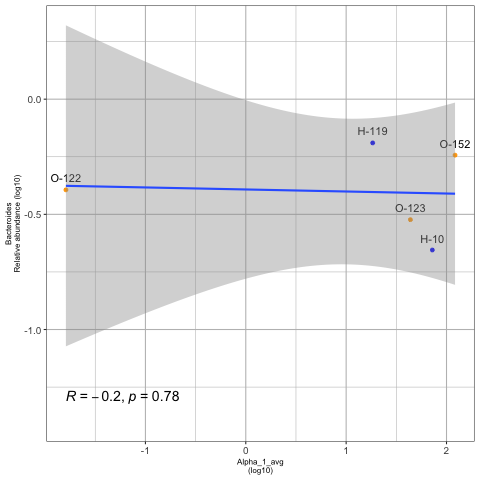 0.0
H-119
O-152
O-122
O-123
-0.5
H-10
-1.0
R = −0.2, p = 0.78
-1
0
1
2
Alpha_1_avg
(log10)
Bacteroides
Relative abundance (log10)